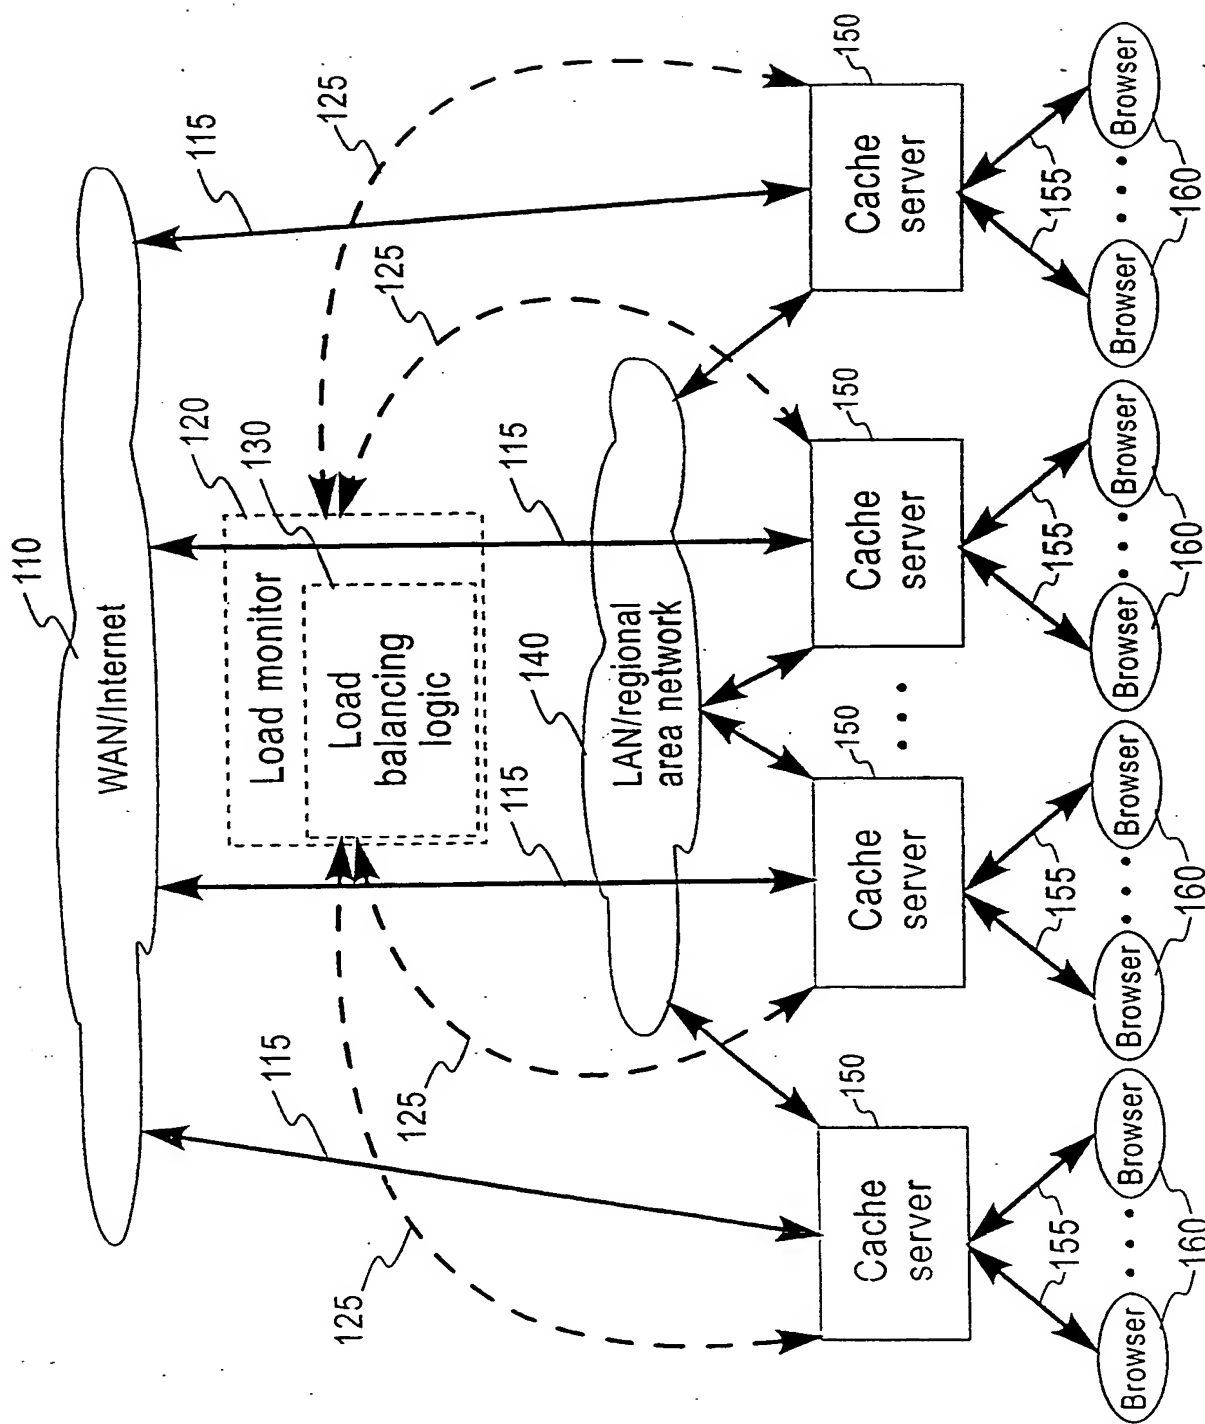 110
WAN/Internet
115
120
130
115
125
125
Load monitor
Load
balancing
logic
125
125
115
115
140
LAN/regional
area network
150
150
150
150
Cache
server
Cache
server
Cache
server
Cache
server
...
155
155
155
155
Browser
...
Browser
Browser
...
Browser
Browser
...
Browser
Browser
...
Browser
160
160
160
160